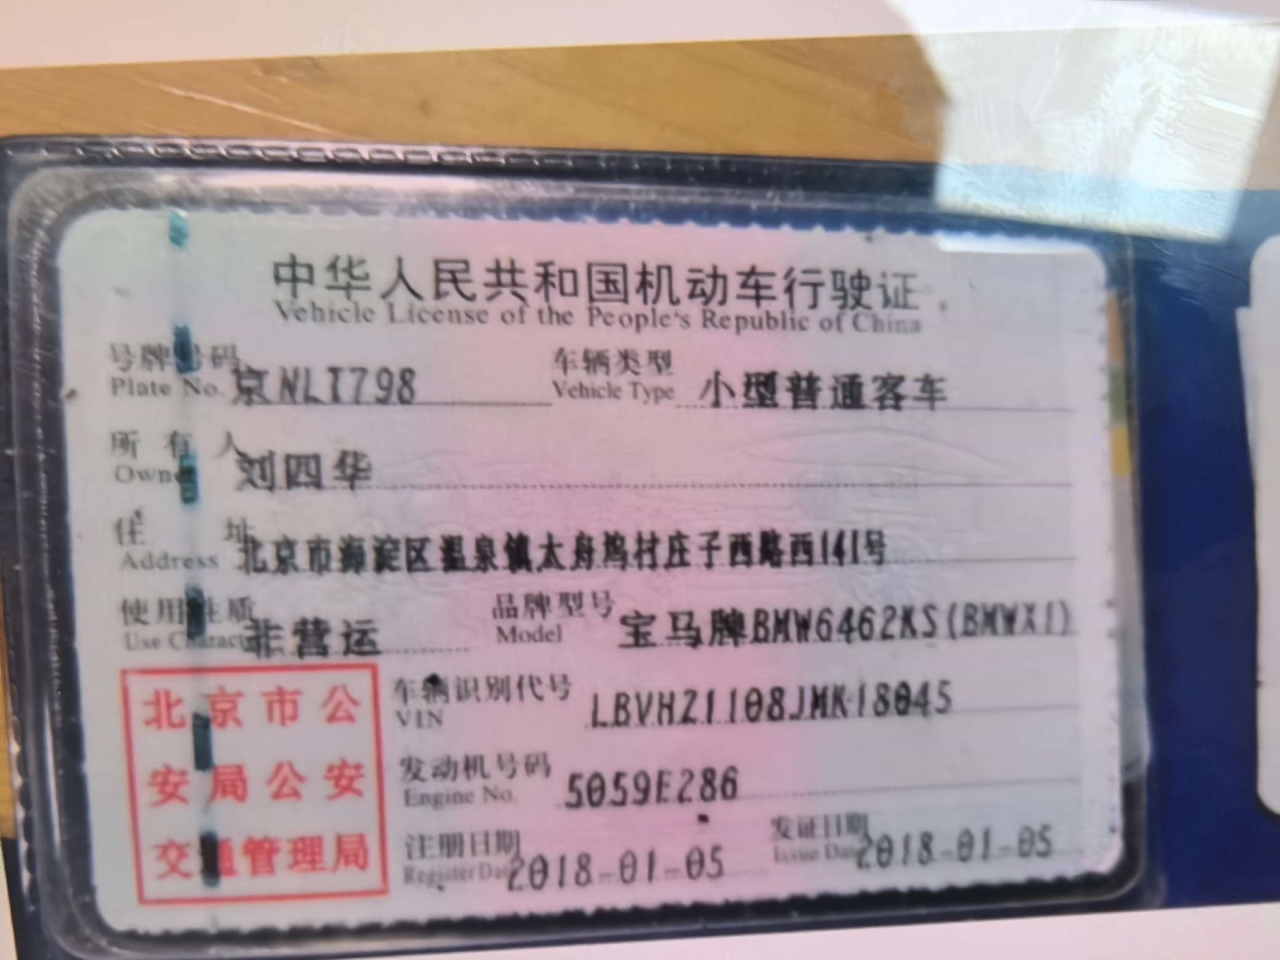 中华人民共和国机动车行驶证
Vehicle License of the People's Republic of China
号牌号码 京NLT798 车辆类型 小型普通客车
Plate No. Vehicle Type
所有人 刘四华
Owner
住址 北京市海淀区温泉镇太舟坞村庄子西路西141号
Address
使用性质 非营运 品牌型号 宝马牌BMW6462KS(BMWX1)
Use Charact Model
北京市公
安局公安
交通管理局
车辆识别代号 LBVHZ1108JMK18045
VIN
发动机号码 5059E286
Engine No.
注册日期 2018-01-05 发证日期 2018-01-05
Register Da Issue Da